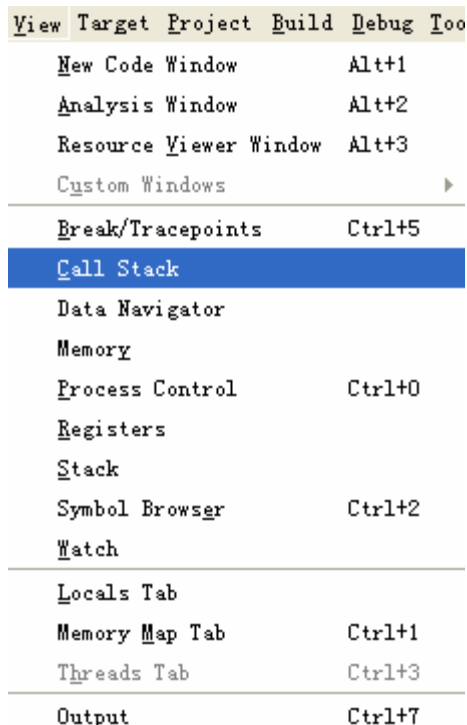 View Target Project Build Debug Too
New Code Window Alt+1
Analysis Window Alt+2
Resource Viewer Window Alt+3
Custom Windows
Break/Tracepoints Ctrl+5
Call Stack
Data Navigator
Memory
Process Control Ctrl+0
Registers
Stack
Symbol Browser Ctrl+2
Watch
Locals Tab
Memory Map Tab Ctrl+1
Threads Tab Ctrl+3
Output Ctrl+7